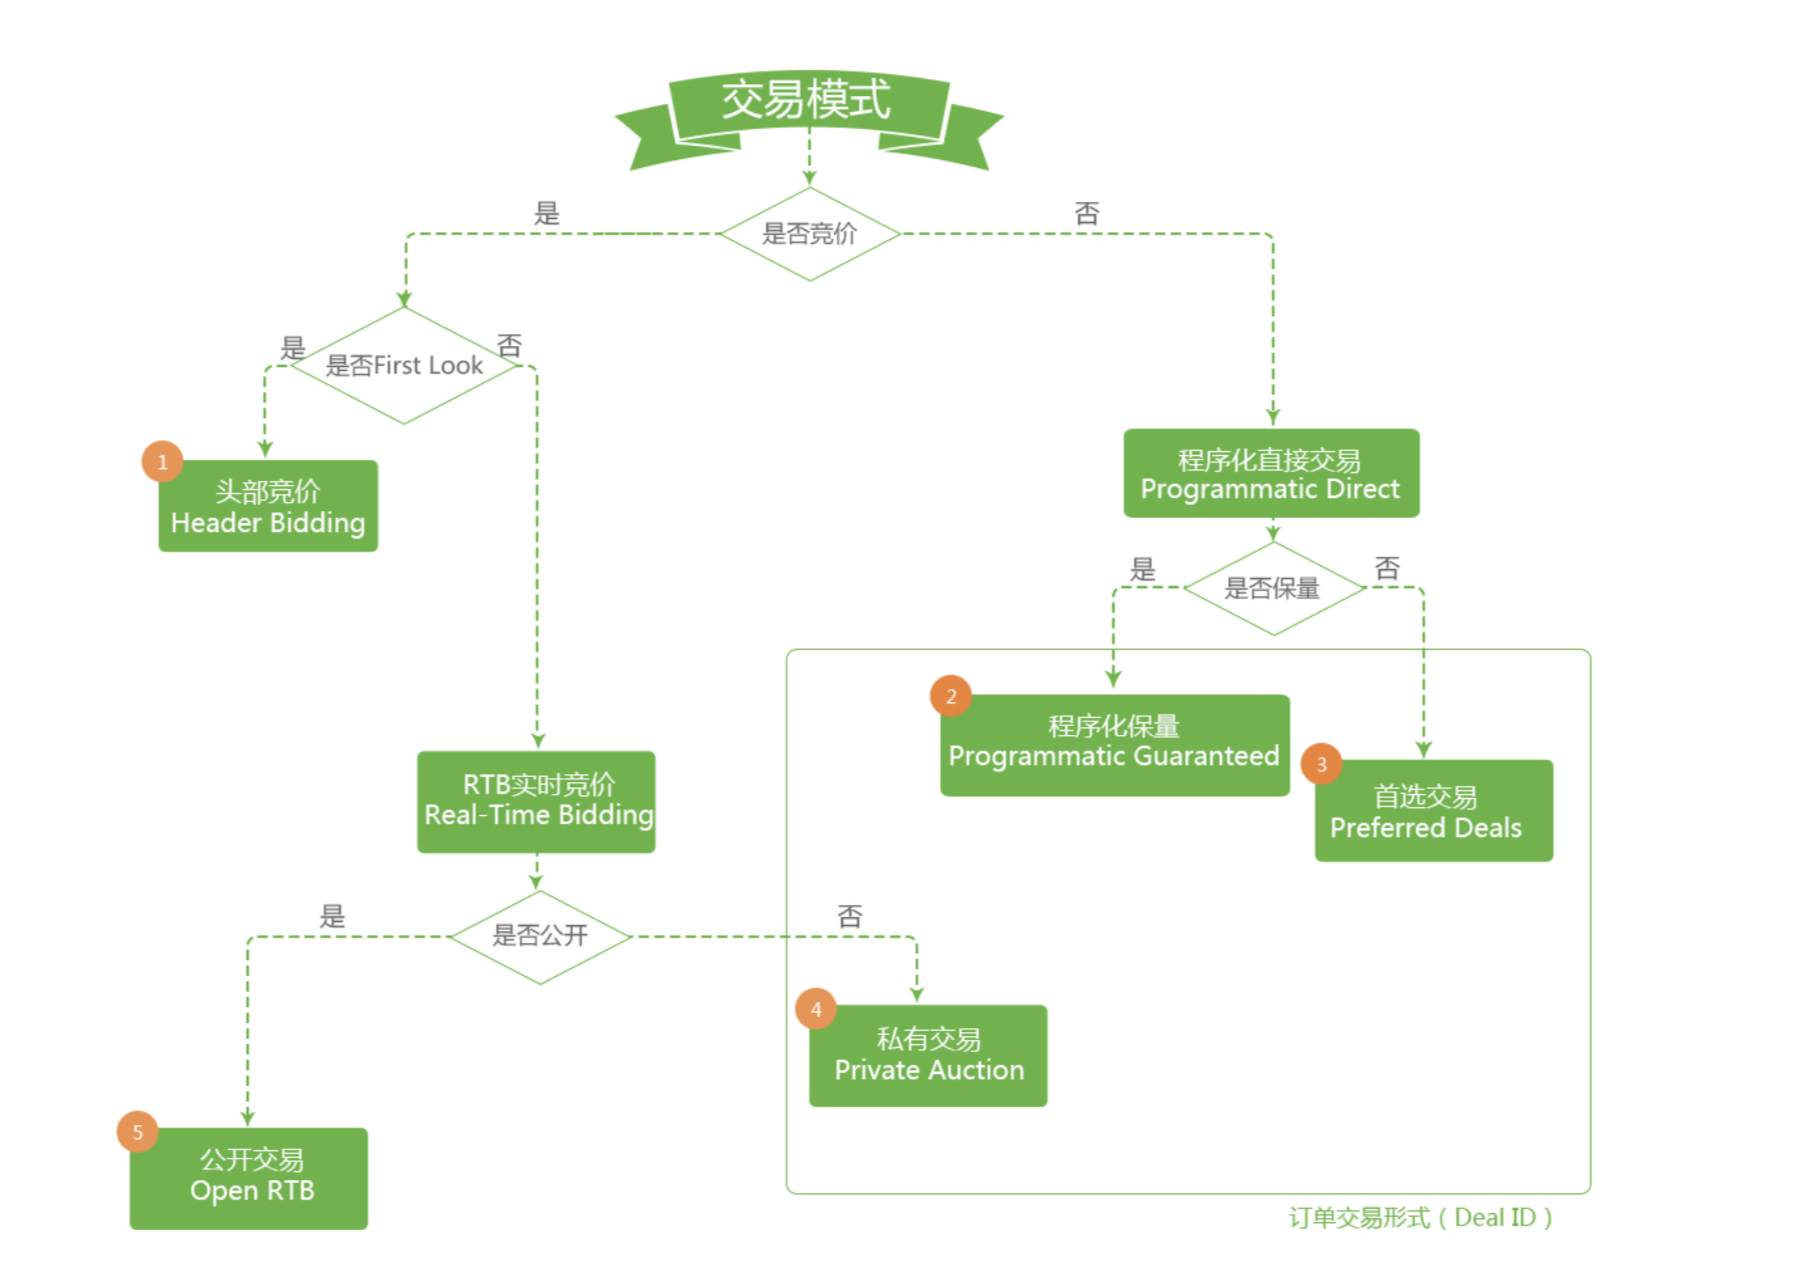 交易模式
是否竞价
是
否
是否First Look
是
否
1
头部竞价
Header Bidding
程序化直接交易
Programmatic Direct
是否保量
是
否
2
程序化保量
Programmatic Guaranteed
3
首选交易
Preferred Deals
RTB实时竞价
Real-Time Bidding
是否公开
是
否
4
私有交易
Private Auction
5
公开交易
Open RTB
订单交易形式（Deal ID）